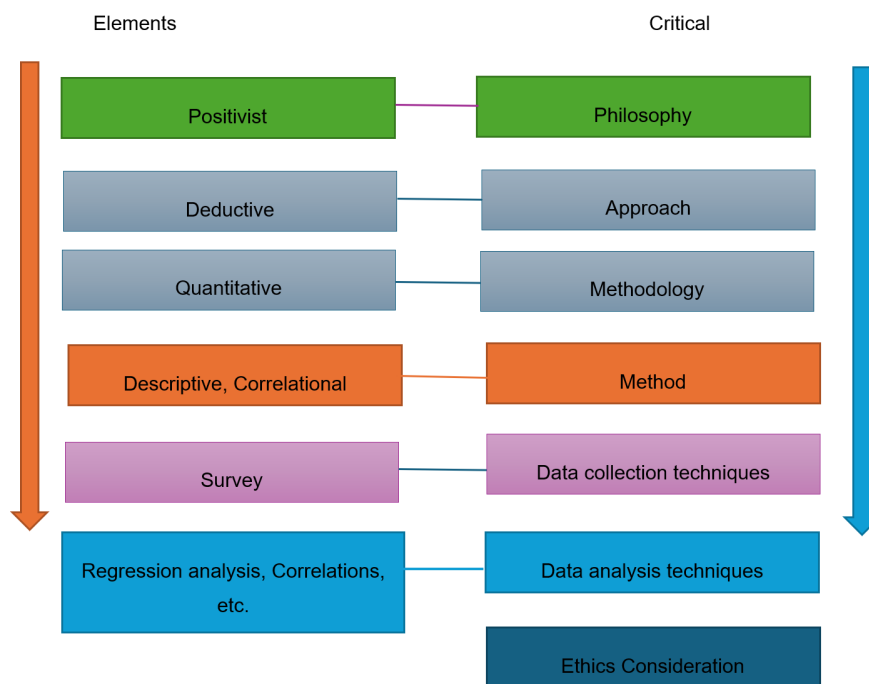 Elements Critical
Positivist Philosophy
Deductive Approach
Quantitative Methodology
Descriptive, Correlational Method
Survey Data collection techniques
Regression analysis, Correlations, Data analysis techniques
etc.
Ethics Consideration